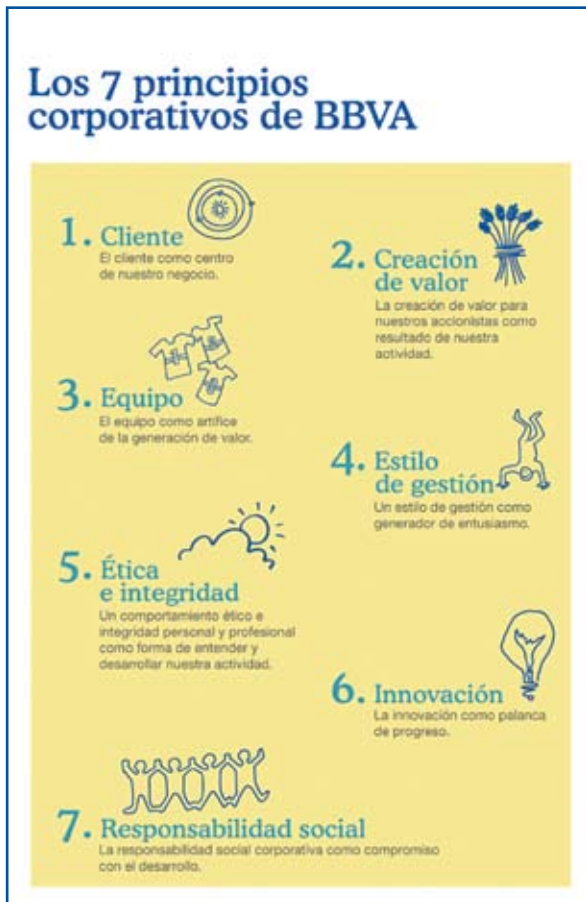 Los 7 principios
corporativos de BBVA
1. Cliente
El cliente como centro
de nuestro negocio.
2. Creación
de valor
La creación de valor para
nuestros accionistas como
resultado de nuestra
actividad.
3. Equipo
El equipo como artífice
de la generación de valor.
4. Estilo
de gestión
Un estilo de gestión como
generador de entusiasmo.
5. Ética
e integridad
Un comportamiento ético e
integridad personal y profesional
como forma de entender y
desarrollar nuestra actividad.
6. Innovación
La innovación como palanca
de progreso.
7. Responsabilidad social
La responsabilidad social corporativa como compromiso
con el desarrollo.